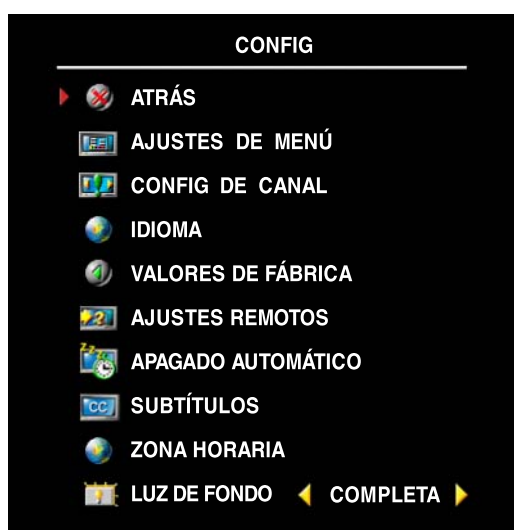 CONFIG
ATRÁS
AJUSTES DE MENÚ
CONFIG DE CANAL
IDIOMA
VALORES DE FÁBRICA
AJUSTES REMOTOS
APAGADO AUTOMÁTICO
CC SUBTÍTULOS
ZONA HORARIA
LUZ DE FONDO COMPLETA